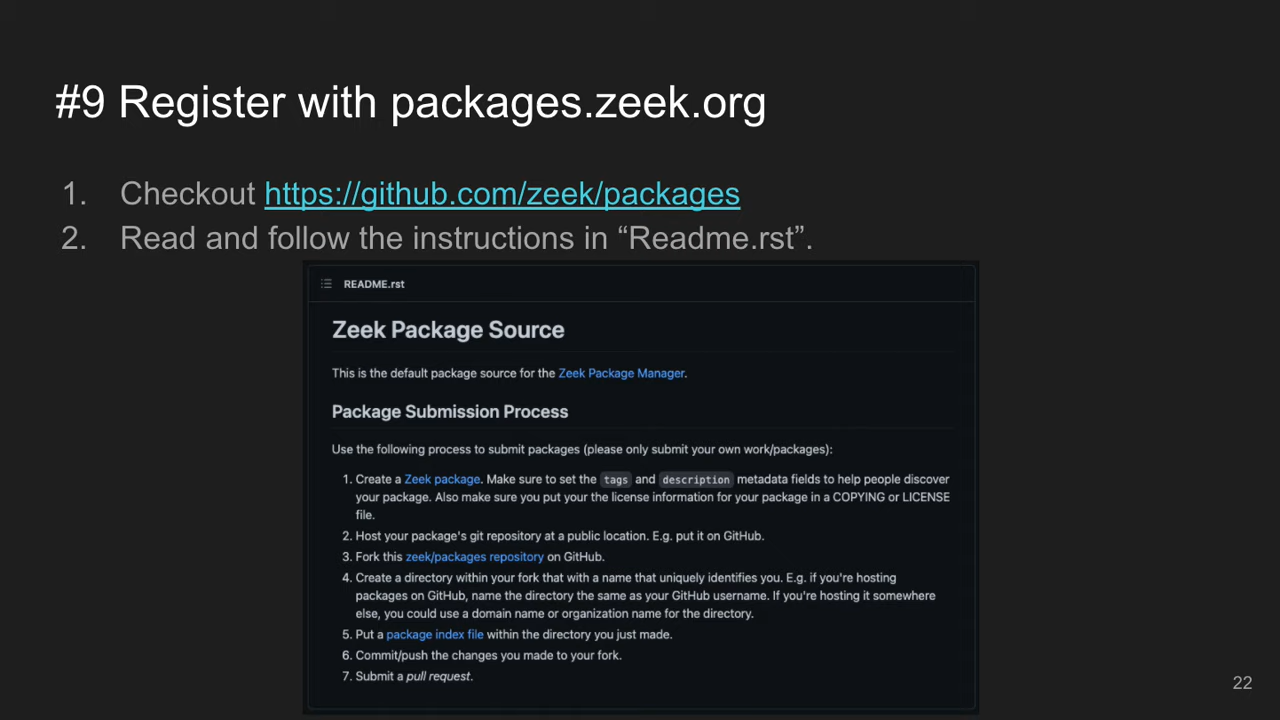 #9 Register with packages.zeek.org
1. Checkout https://github.com/zeek/packages
2. Read and follow the instructions in “Readme.rst”.
README.rst
Zeek Package Source
This is the default package source for the Zeek Package Manager.
Package Submission Process
Use the following process to submit packages (please only submit your own work/packages):
1. Create a Zeek package. Make sure to set the tags and description metadata fields to help people discover
your package. Also make sure you put your the license information for your package in a COPYING or LICENSE
file.
2. Host your package's git repository at a public location. E.g. put it on GitHub.
3. Fork this zeek/packages repository on GitHub.
4. Create a directory within your fork that with a name that uniquely identifies you. E.g. if you're hosting
packages on GitHub, name the directory the same as your GitHub username. If you're hosting it somewhere
else, you could use a domain name or organization name for the directory.
5. Put a package index file within the directory you just made.
6. Commit/push the changes you made to your fork.
7. Submit a pull request.
22